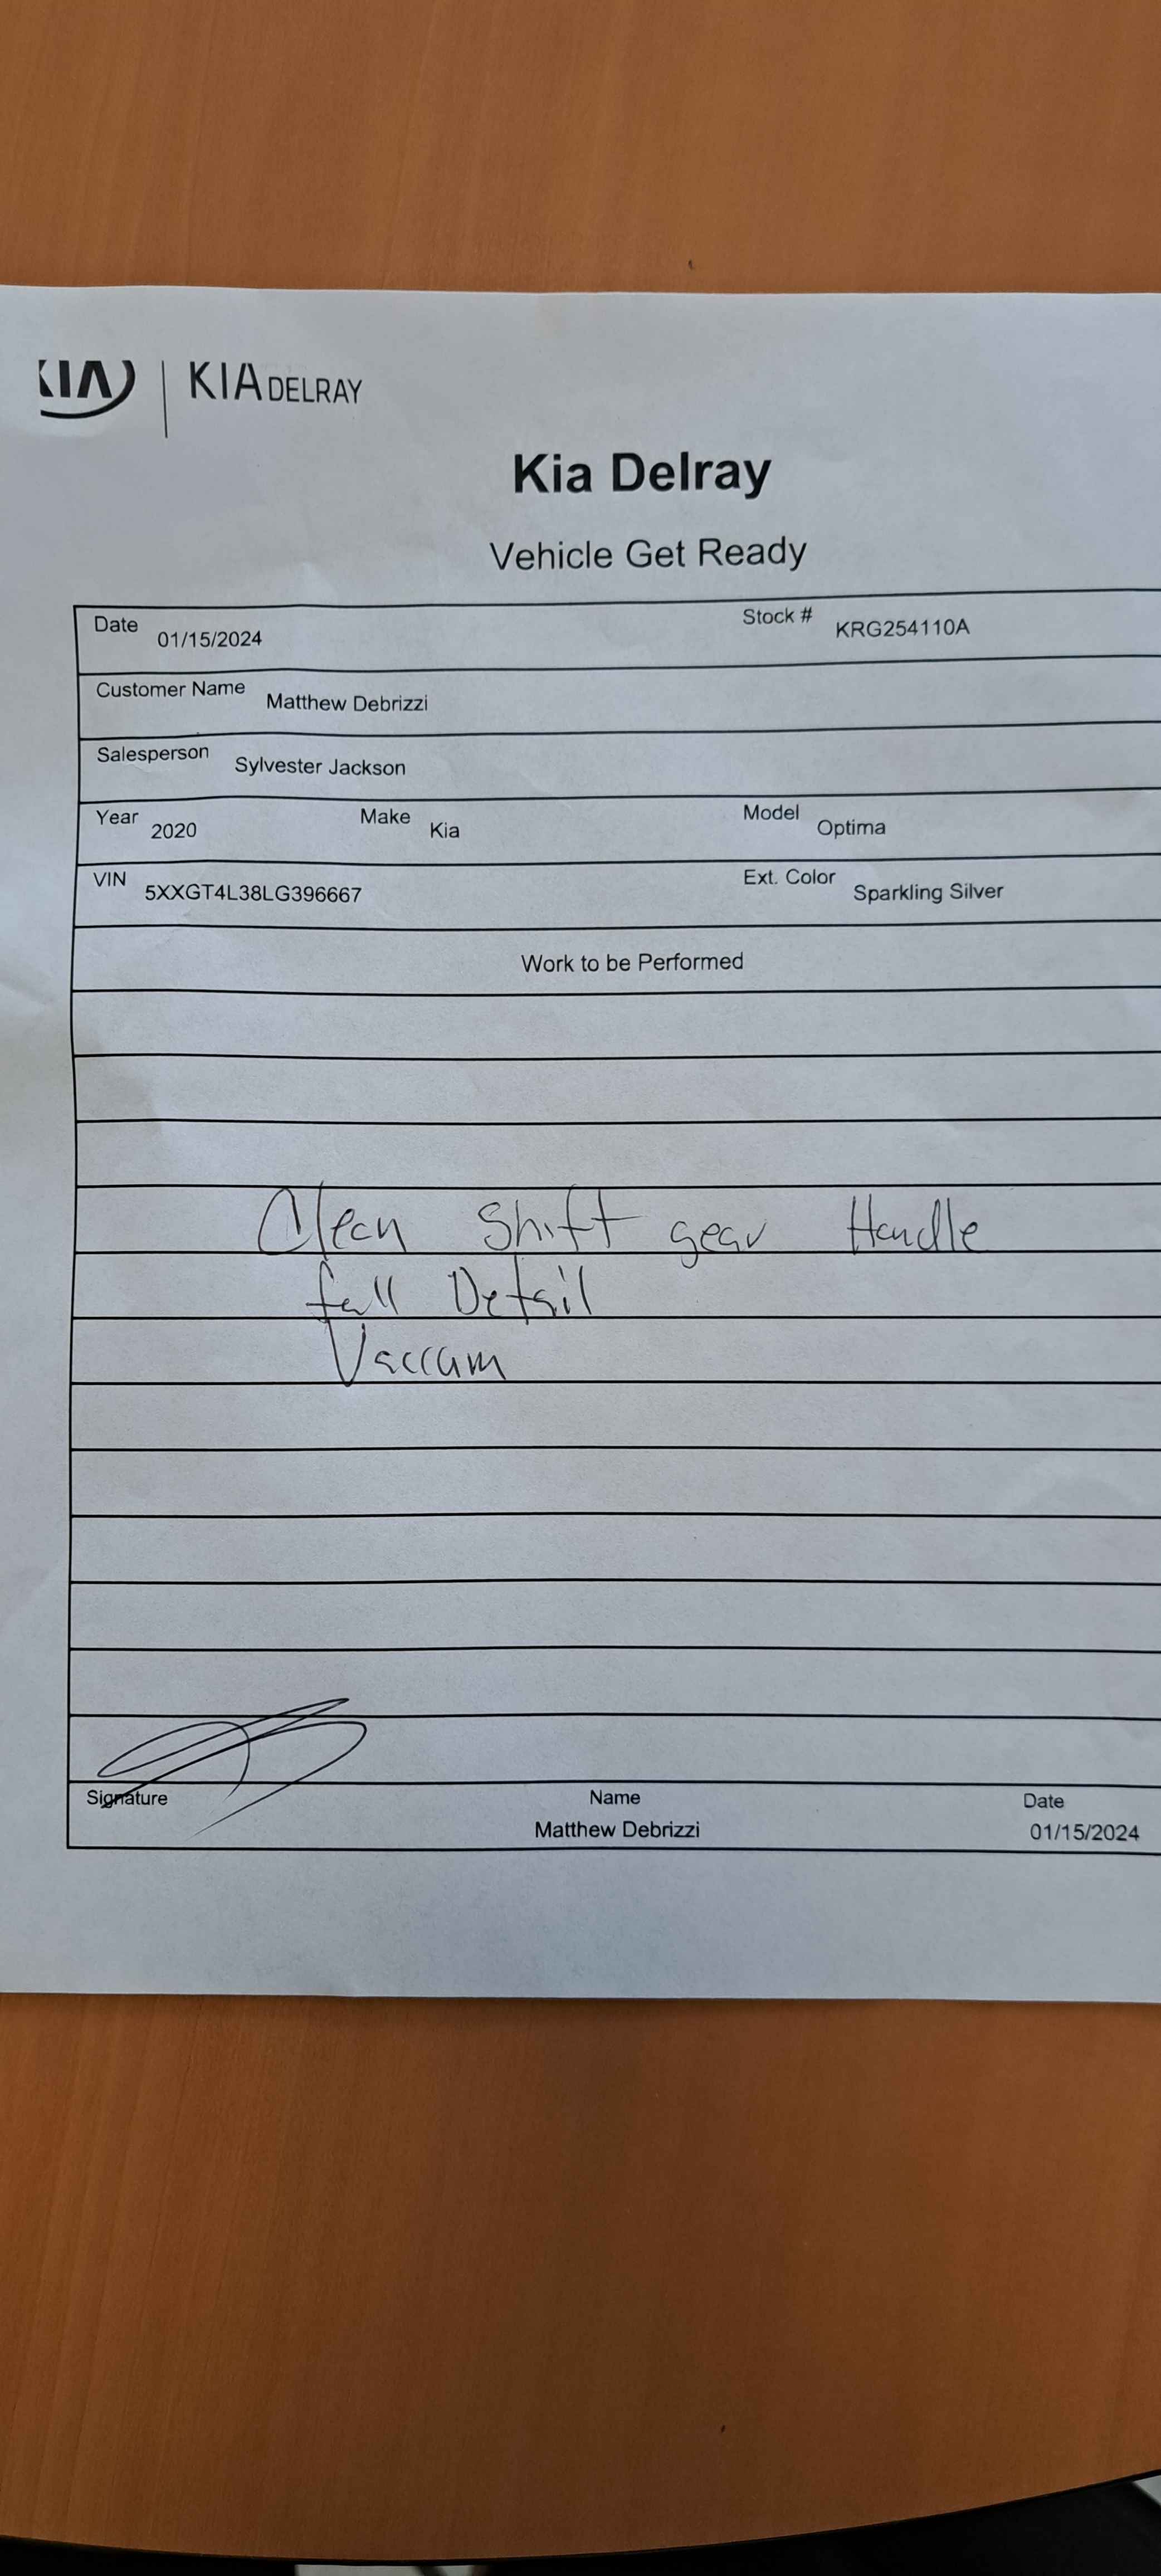 KIA | KIA DELRAY
Kia Delray
Vehicle Get Ready
Date 01/15/2024 Stock # KRG254110A
Customer Name Matthew Debrizzi
Salesperson Sylvester Jackson
Year 2020 Make Kia Model Optima
VIN 5XXGT4L38LG396667 Ext. Color Sparkling Silver
Work to be Performed
Clean Shift gear Handle
full Detail
Vaccum
Signature Name Date
Matthew Debrizzi 01/15/2024